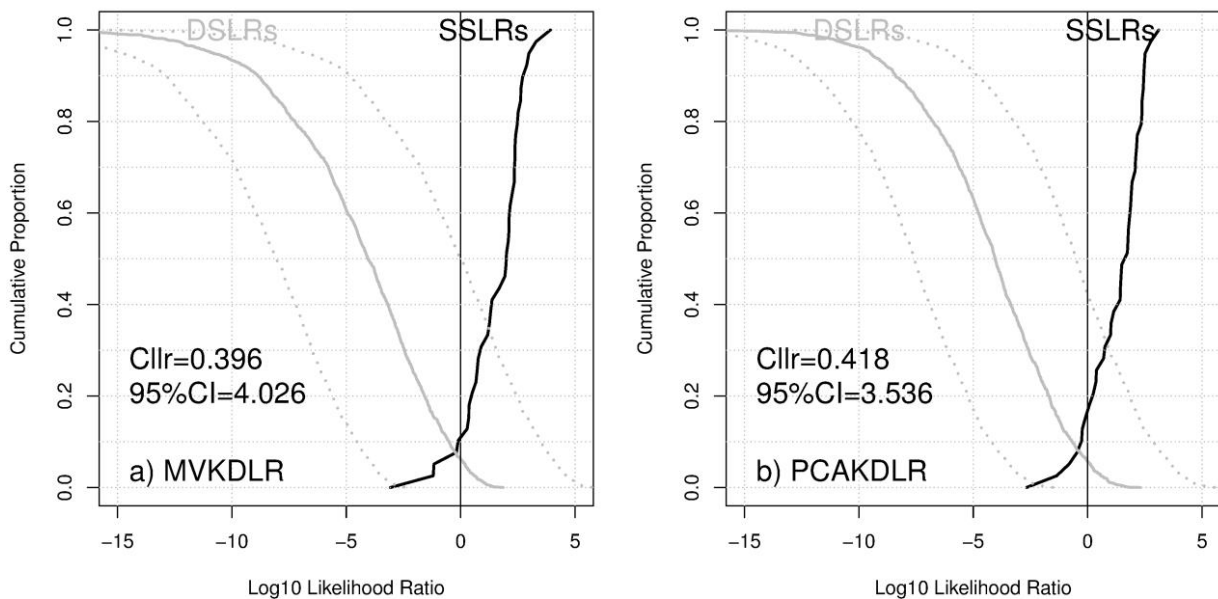 DSLRs SSLRs
Cumulative Proportion
1.0
0.8
0.6
0.4
0.2
0.0
Cllr=0.396
95%CI=4.026
a) MVKDLR
−15 −10 −5 0 5
Log10 Likelihood Ratio
DSLRs SSLRs
Cumulative Proportion
1.0
0.8
0.6
0.4
0.2
0.0
Cllr=0.418
95%CI=3.536
b) PCAKDLR
−15 −10 −5 0 5
Log10 Likelihood Ratio